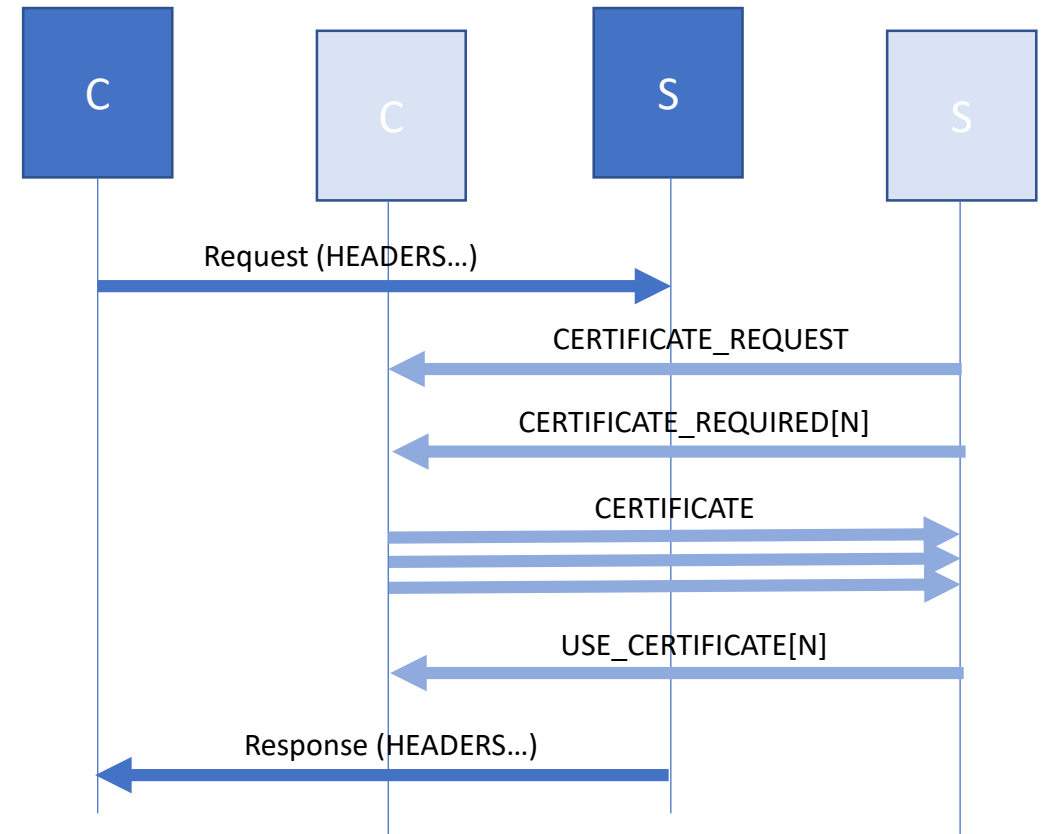 C
C
S
S
Request (HEADERS…)
CERTIFICATE_REQUEST
CERTIFICATE_REQUIRED[N]
CERTIFICATE
USE_CERTIFICATE[N]
Response (HEADERS…)